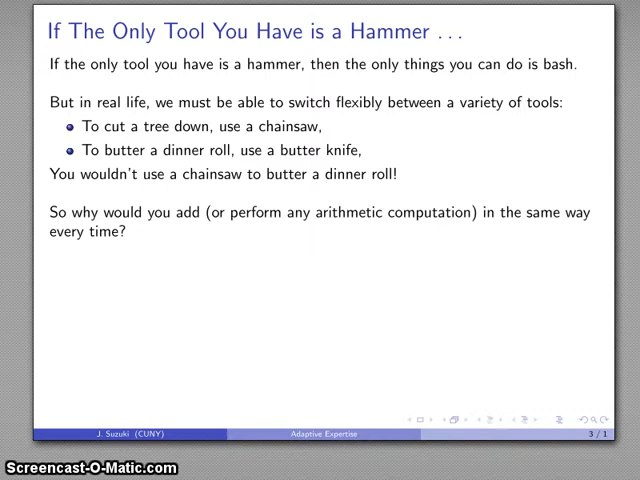 If The Only Tool You Have is a Hammer . . .
If the only tool you have is a hammer, then the only things you can do is bash.
But in real life, we must be able to switch flexibly between a variety of tools:
To cut a tree down, use a chainsaw,
To butter a dinner roll, use a butter knife,
You wouldn't use a chainsaw to butter a dinner roll!
So why would you add (or perform any arithmetic computation) in the same way
every time?
J. Suzuki (CUNY) Adaptive Expertise 3 / 1
Screencast-O-Matic.com